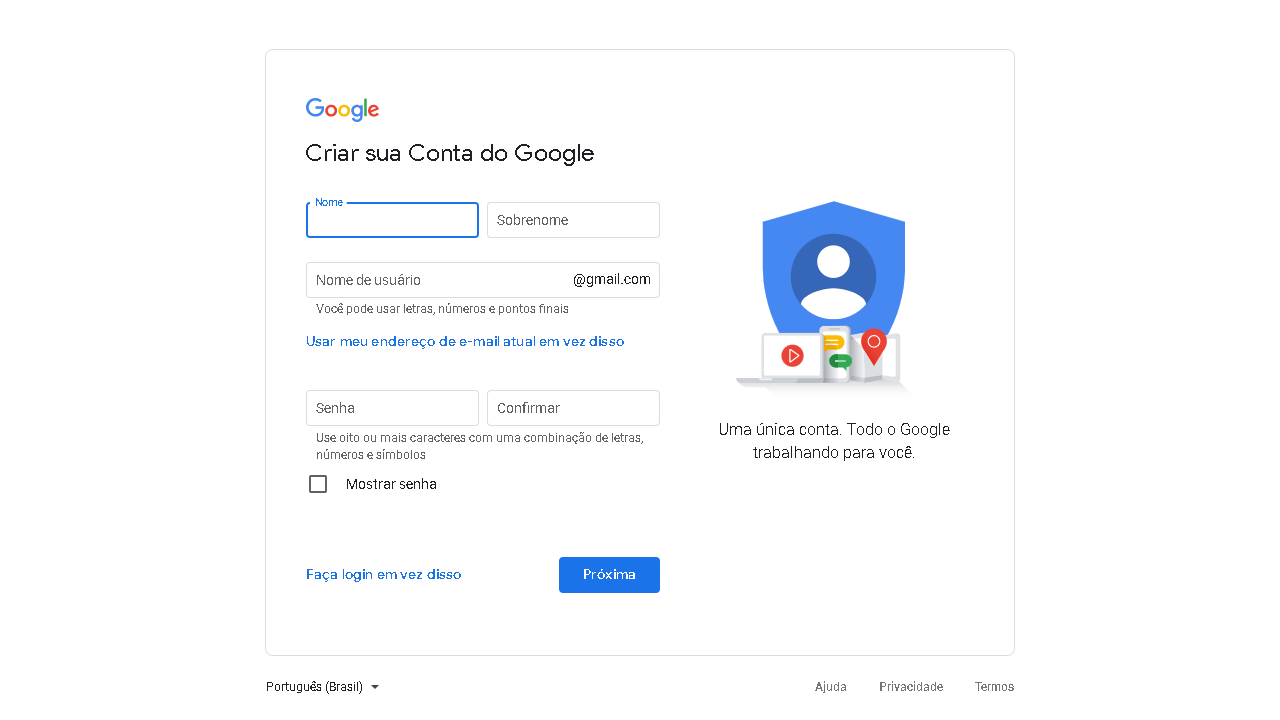 Google
Criar sua Conta do Google
Nome
Sobrenome
Nome de usuário
@gmail.com
Você pode usar letras, números e pontos finais
Usar meu endereço de e-mail atual em vez disso
Senha
Confirmar
Use oito ou mais caracteres com uma combinação de letras,
números e símbolos
Mostrar senha
Faça login em vez disso
Próxima
Uma única conta. Todo o Google
trabalhando para você.
Português (Brasil)
Ajuda
Privacidade
Termos